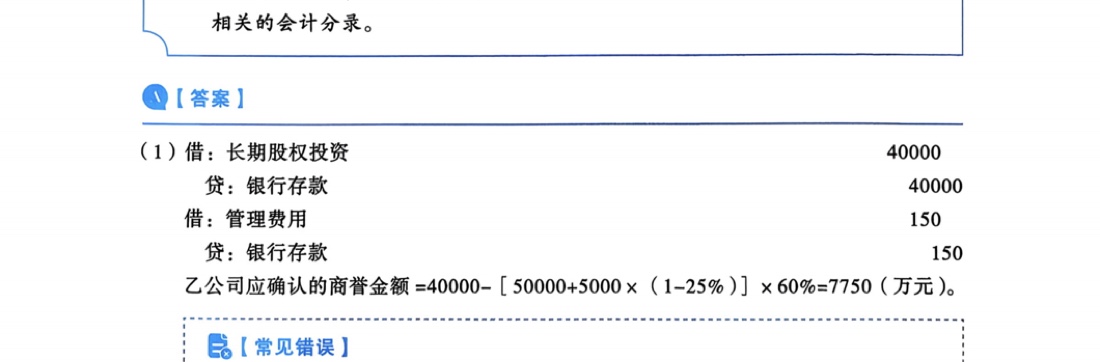 相关的会计分录。
【答案】
（1）借：长期股权投资 40000
贷：银行存款 40000
借：管理费用 150
贷：银行存款 150
乙公司应确认的商誉金额=40000-［50000+5000×（1-25%）］×60%=7750（万元）。
【常见错误】